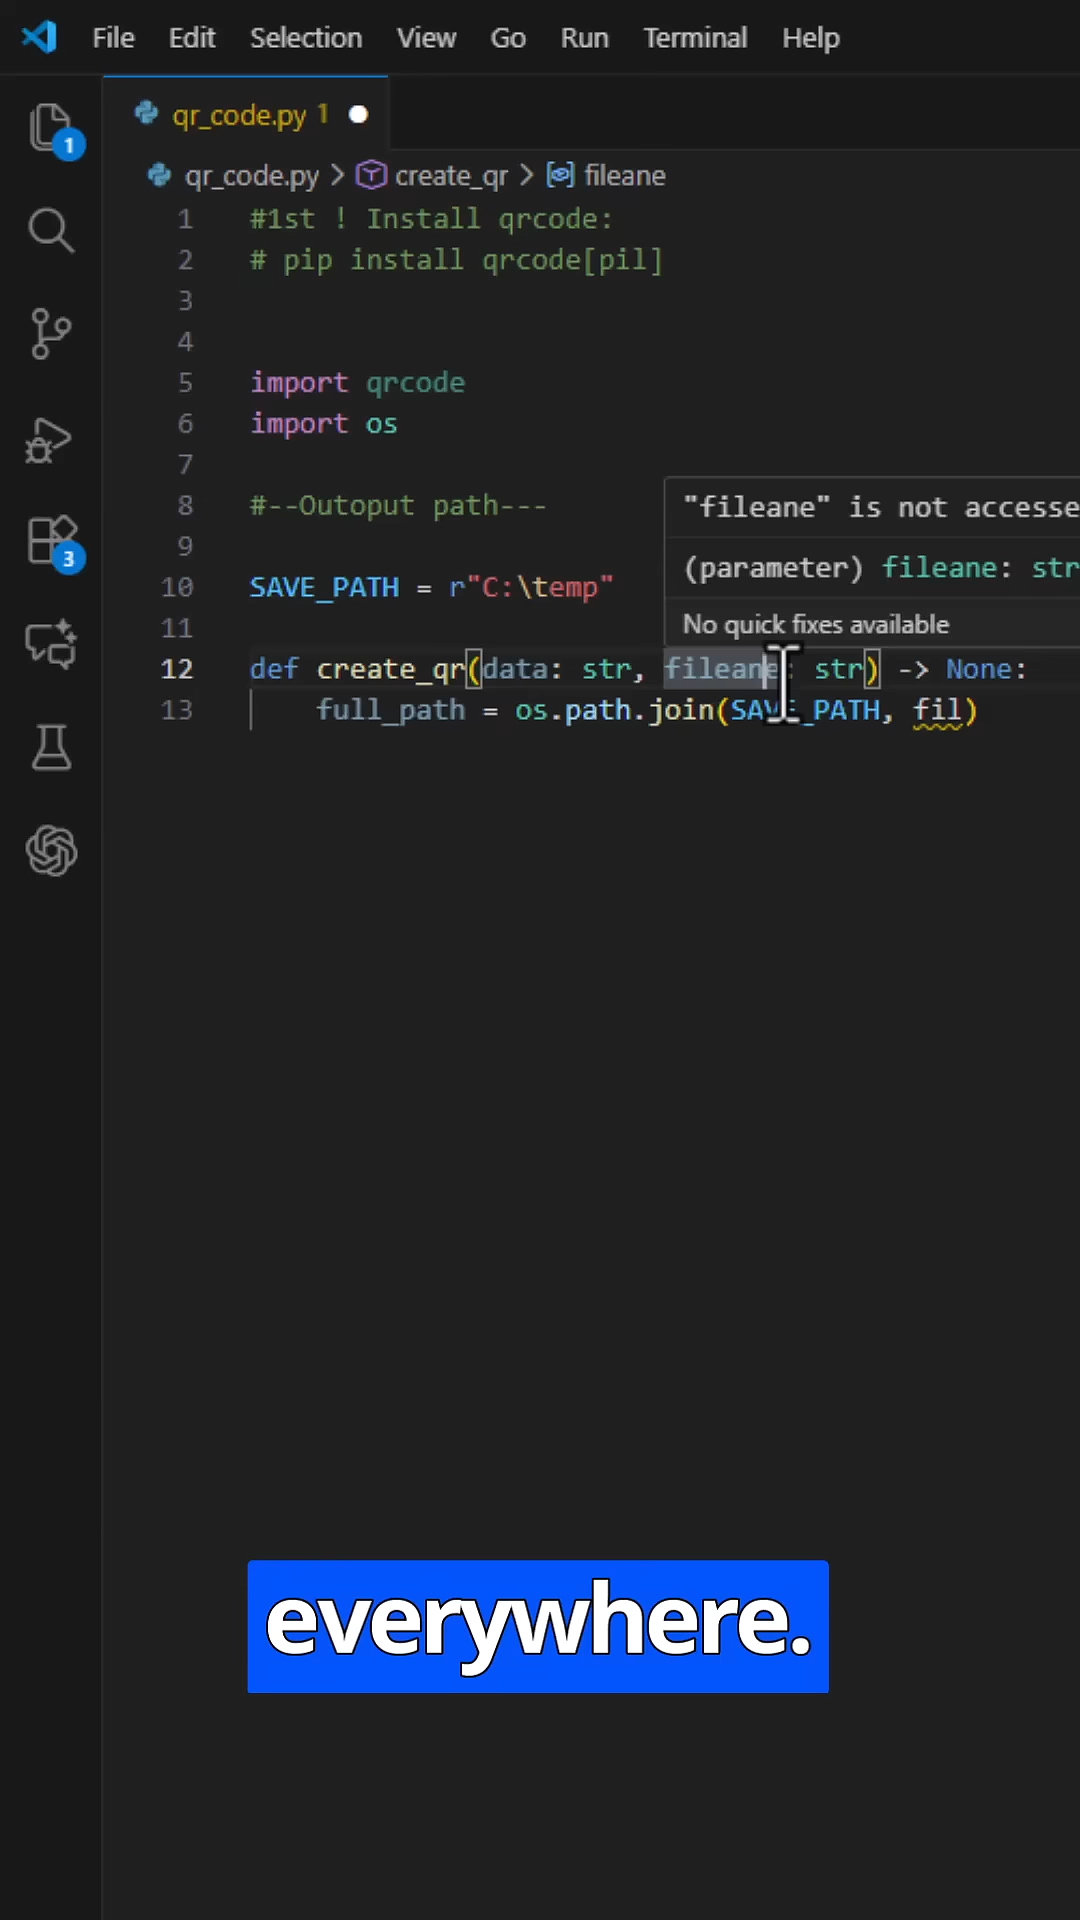 File Edit Selection View Go Run Terminal Help
qr_code.py 1
1
qr_code.py > create_qr > fileane
1 #1st ! Install qrcode:
2 # pip install qrcode[pil]
3
4
5 import qrcode
6 import os
7
8 #--Outoput path---
"fileane" is not accesse
9
(parameter) fileane: str
10 SAVE_PATH = r"C:\temp"
3
11
No quick fixes available
12 def create_qr(data: str, fileane: str) -> None:
13 full_path = os.path.join(SAVE_PATH, fil)
everywhere.